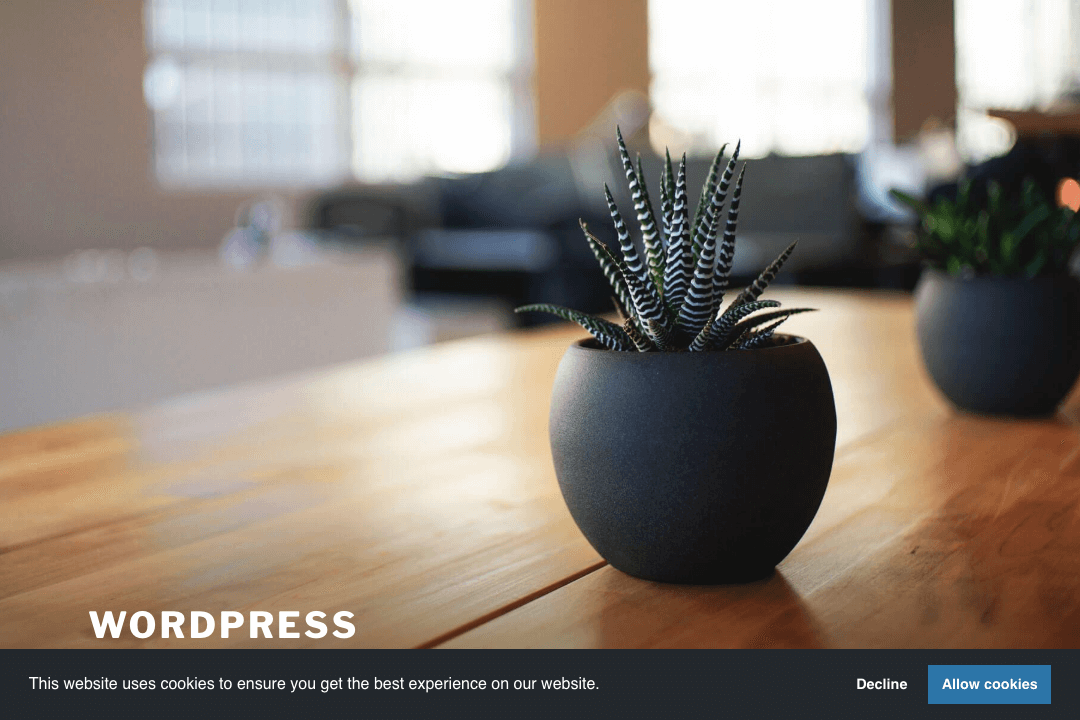 WORDPRESS
This website uses cookies to ensure you get the best experience on our website.
Decline
Allow cookies